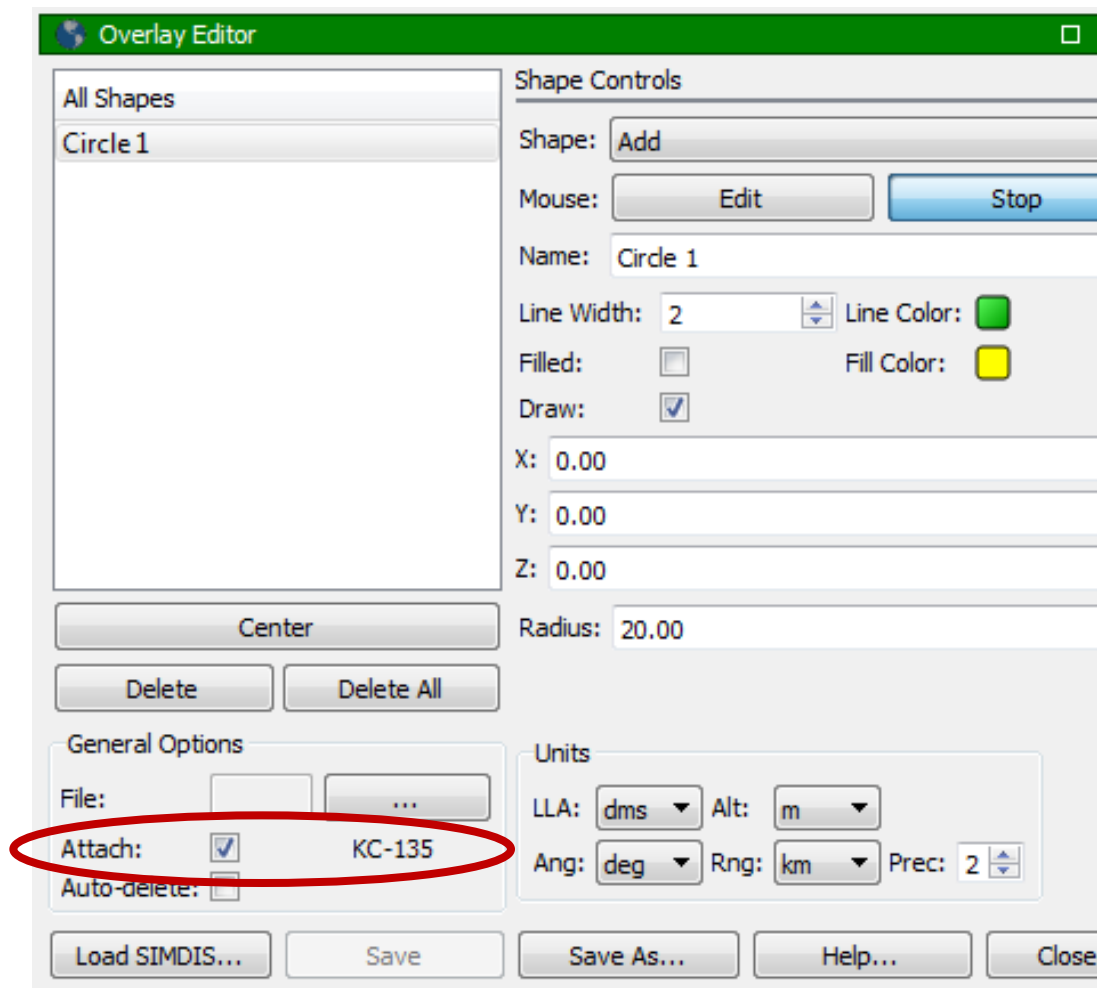 Overlay Editor
All Shapes
Circle 1
Shape Controls
Shape: Add
Mouse: Edit Stop
Name: Circle 1
Line Width: 2 Line Color:
Filled: Fill Color:
Draw:
X: 0.00
Y: 0.00
Z: 0.00
Radius: 20.00
Center
Delete Delete All
General Options
File: ...
Attach: KC-135
Auto-delete:
Units
LLA: dms Alt: m
Ang: deg Rng: km Prec: 2
Load SIMDIS... Save Save As... Help... Close